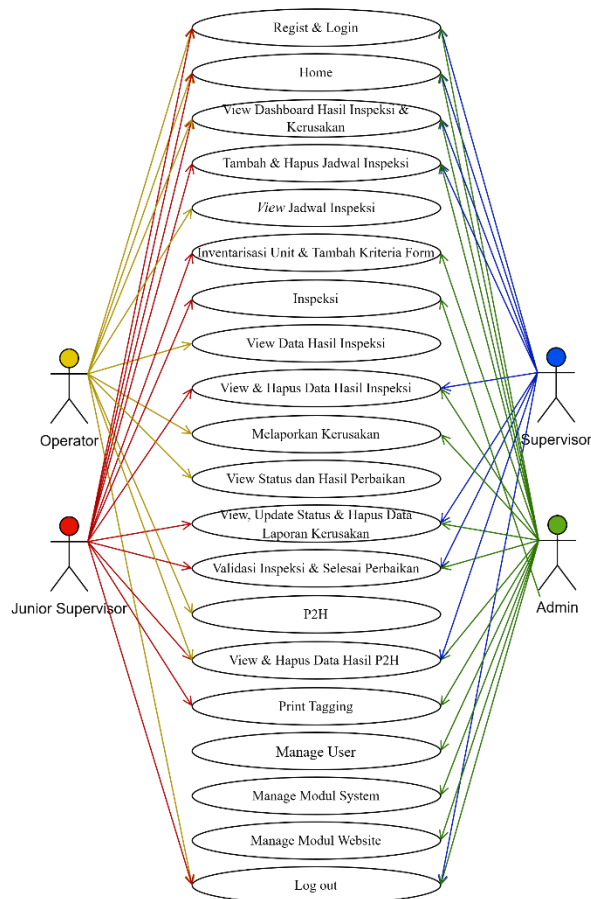 Regist & Login
Home
View Dashboard Hasil Inspeksi &
Kerusakan
Tambah & Hapus Jadwal Inspeksi
View Jadwal Inspeksi
Inventarisasi Unit & Tambah Kriteria Form
Inspeksi
View Data Hasil Inspeksi
View & Hapus Data Hasil Inspeksi
Operator
Supervisor
Melaporkan Kerusakan
View Status dan Hasil Perbaikan
View, Update Status & Hapus Data
Laporan Kerusakan
Validasi Inspeksi & Selesai Perbaikan
Junior Supervisor
Admin
P2H
View & Hapus Data Hasil P2H
Print Tagging
Manage User
Manage Modul System
Manage Modul Website
Log out